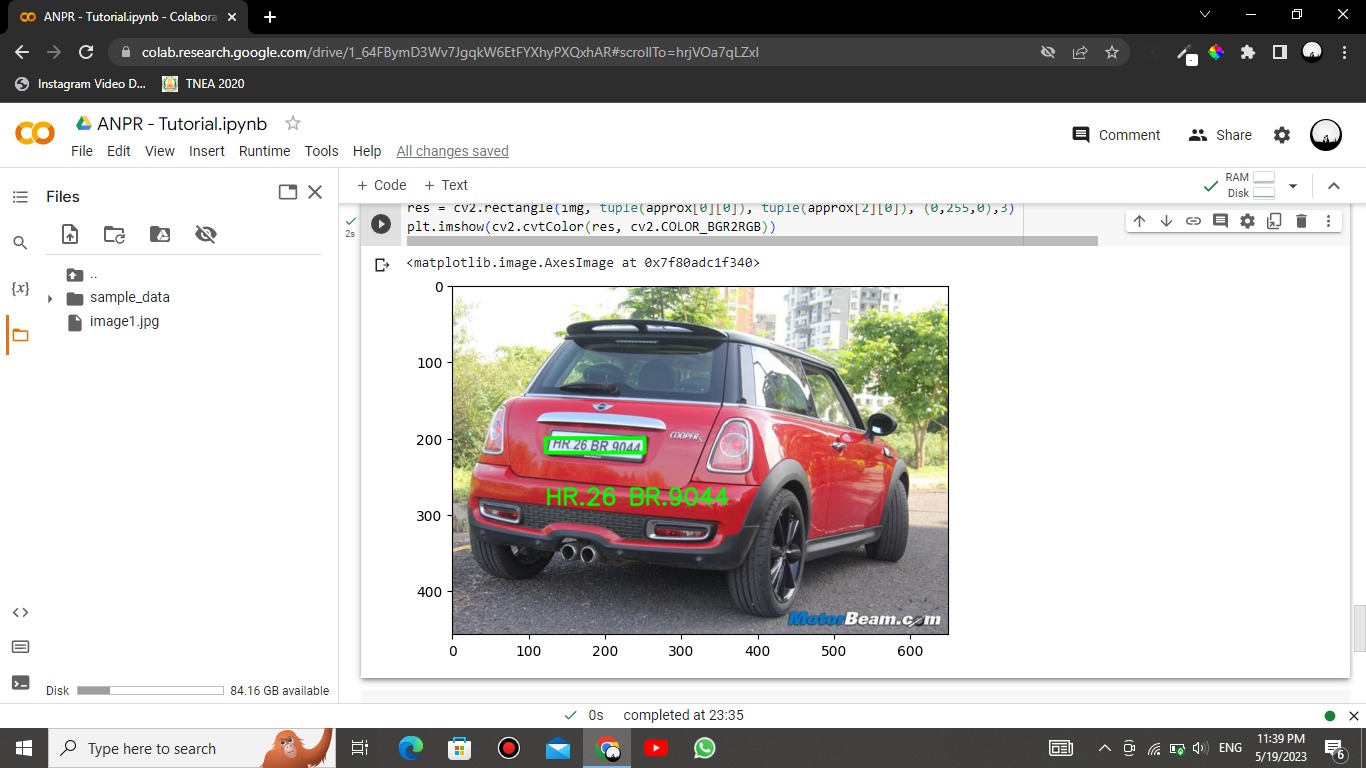 ANPR - Tutorial.ipynb - Colabora
colab.research.google.com/drive/1_64FBymD3Wv7JgqkW6EtFYXhyPXQxhAR#scrollTo=hrjVOa7qLZxl
Instagram Video D... TNEA 2020
ANPR - Tutorial.ipynb
File Edit View Insert Runtime Tools Help All changes saved
Comment Share
Files
+ Code + Text
RAM
Disk
..
sample_data
image1.jpg
{x}
2s
res = cv2.rectangle(img, tuple(approx[0][0]), tuple(approx[2][0]), (0,255,0),3)
plt.imshow(cv2.cvtColor(res, cv2.COLOR_BGR2RGB))
<matplotlib.image.AxesImage at 0x7f80adc1f340>
0
100
200
300
400
COOPER S
HR.26 BR.9044
HR.26 BR.9044
MotorBeam.com
0 100 200 300 400 500 600
Disk 84.16 GB available
0s completed at 23:35
Type here to search
ENG
11:39 PM
5/19/2023
6